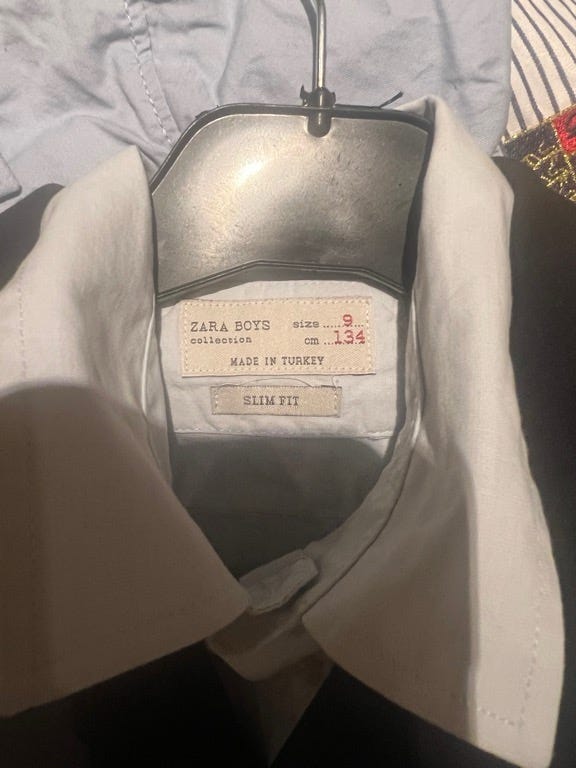 ZARA BOYS size.....9...
collection cm ...134
MADE IN TURKEY
SLIM FIT